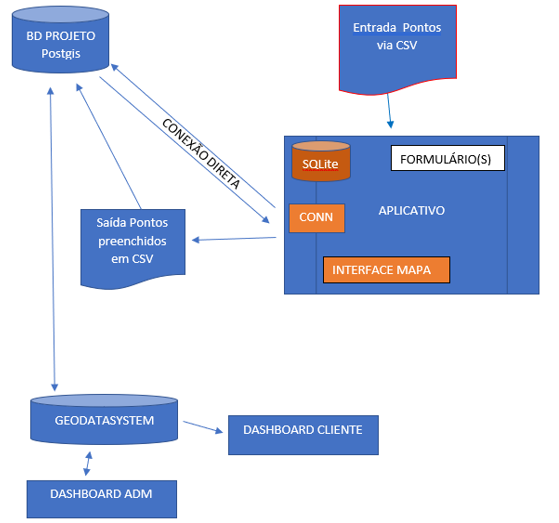 BD PROJETO
Postgis
Entrada Pontos
via CSV
CONEXÃO DIRETA
SQLite
FORMULÁRIO(S)
CONN
APLICATIVO
INTERFACE MAPA
Saída Pontos
preenchidos
em CSV
GEODATASYSTEM
DASHBOARD CLIENTE
DASHBOARD ADM